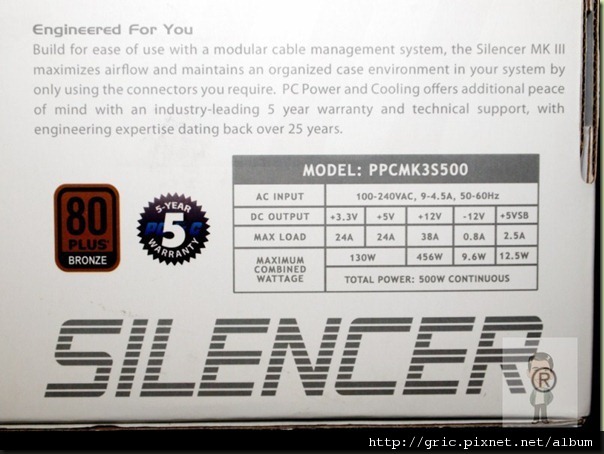 Engineered For You
Build for ease of use with a modular cable management system, the Silencer MK III
maximizes airflow and maintains an organized case environment in your system by
only using the connectors you require. PC Power and Cooling offers additional peace
of mind with an industry-leading 5 year warranty and technical support, with
engineering expertise dating back over 25 years.
MODEL: PPCMK3S500
AC INPUT 100-240VAC, 9-4.5A, 50-60Hz
DC OUTPUT +3.3V +5V +12V -12V +5VSB
MAX LOAD 24A 24A 38A 0.8A 2.5A
MAXIMUM
COMBINED
WATTAGE
130W 456W 9.6W 12.5W
TOTAL POWER: 500W CONTINUOUS
80
PLUS
BRONZE
5-YEAR
5
WARRANTY
SILENCER
®
http://gric.pixnet.net/album